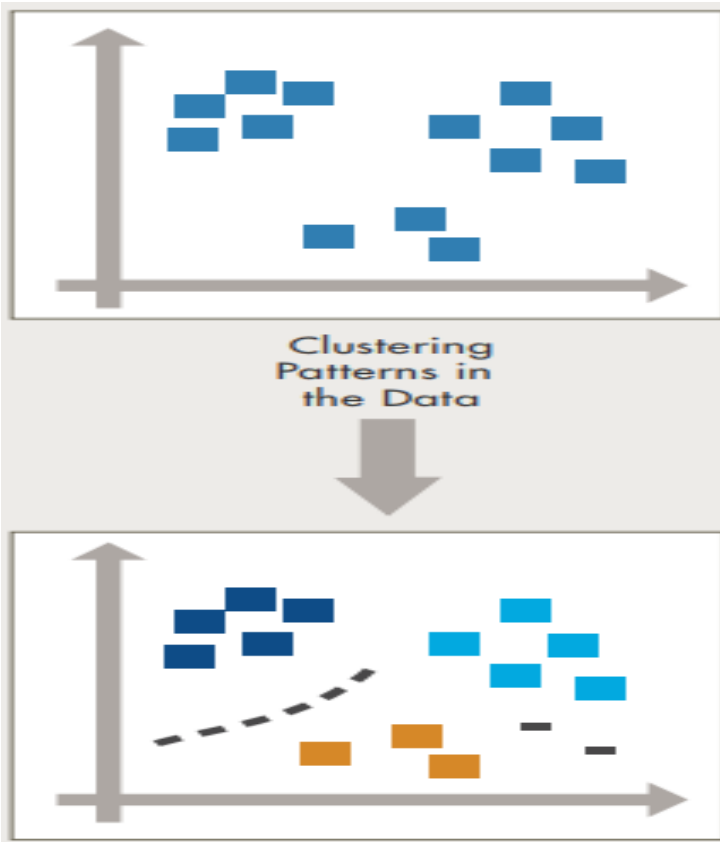 Clustering
Patterns in
the Data